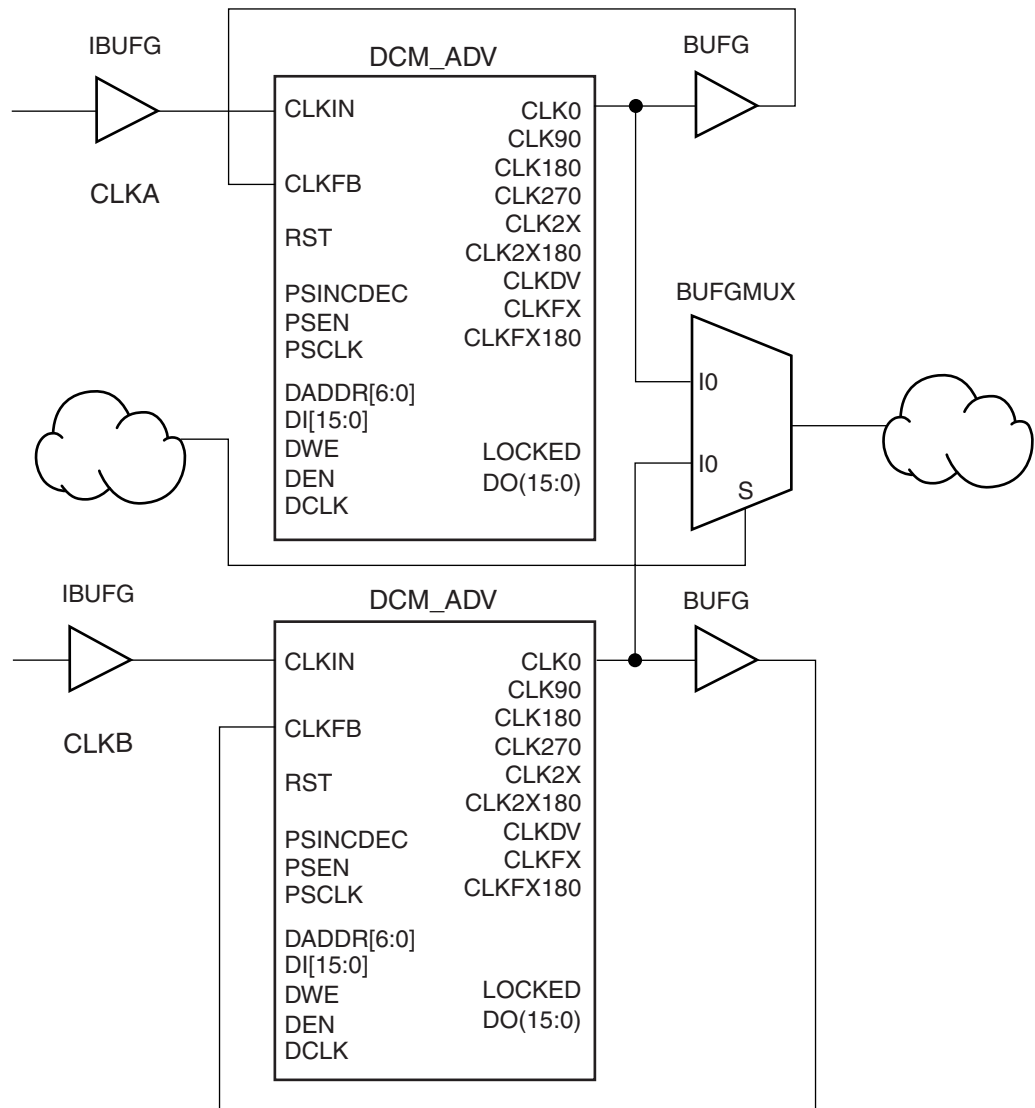 IBUFG
CLKA
DCM_ADV
CLKIN
CLKFB
RST
PSINCDEC
PSEN
PSCLK
DADDR[6:0]
DI[15:0]
DWE
DEN
DCLK
CLK0
CLK90
CLK180
CLK270
CLK2X
CLK2X180
CLKDV
CLKFX
CLKFX180
LOCKED
DO(15:0)
BUFG
BUFGMUX
I0
I0
S
IBUFG
CLKB
DCM_ADV
CLKIN
CLKFB
RST
PSINCDEC
PSEN
PSCLK
DADDR[6:0]
DI[15:0]
DWE
DEN
DCLK
CLK0
CLK90
CLK180
CLK270
CLK2X
CLK2X180
CLKDV
CLKFX
CLKFX180
LOCKED
DO(15:0)
BUFG